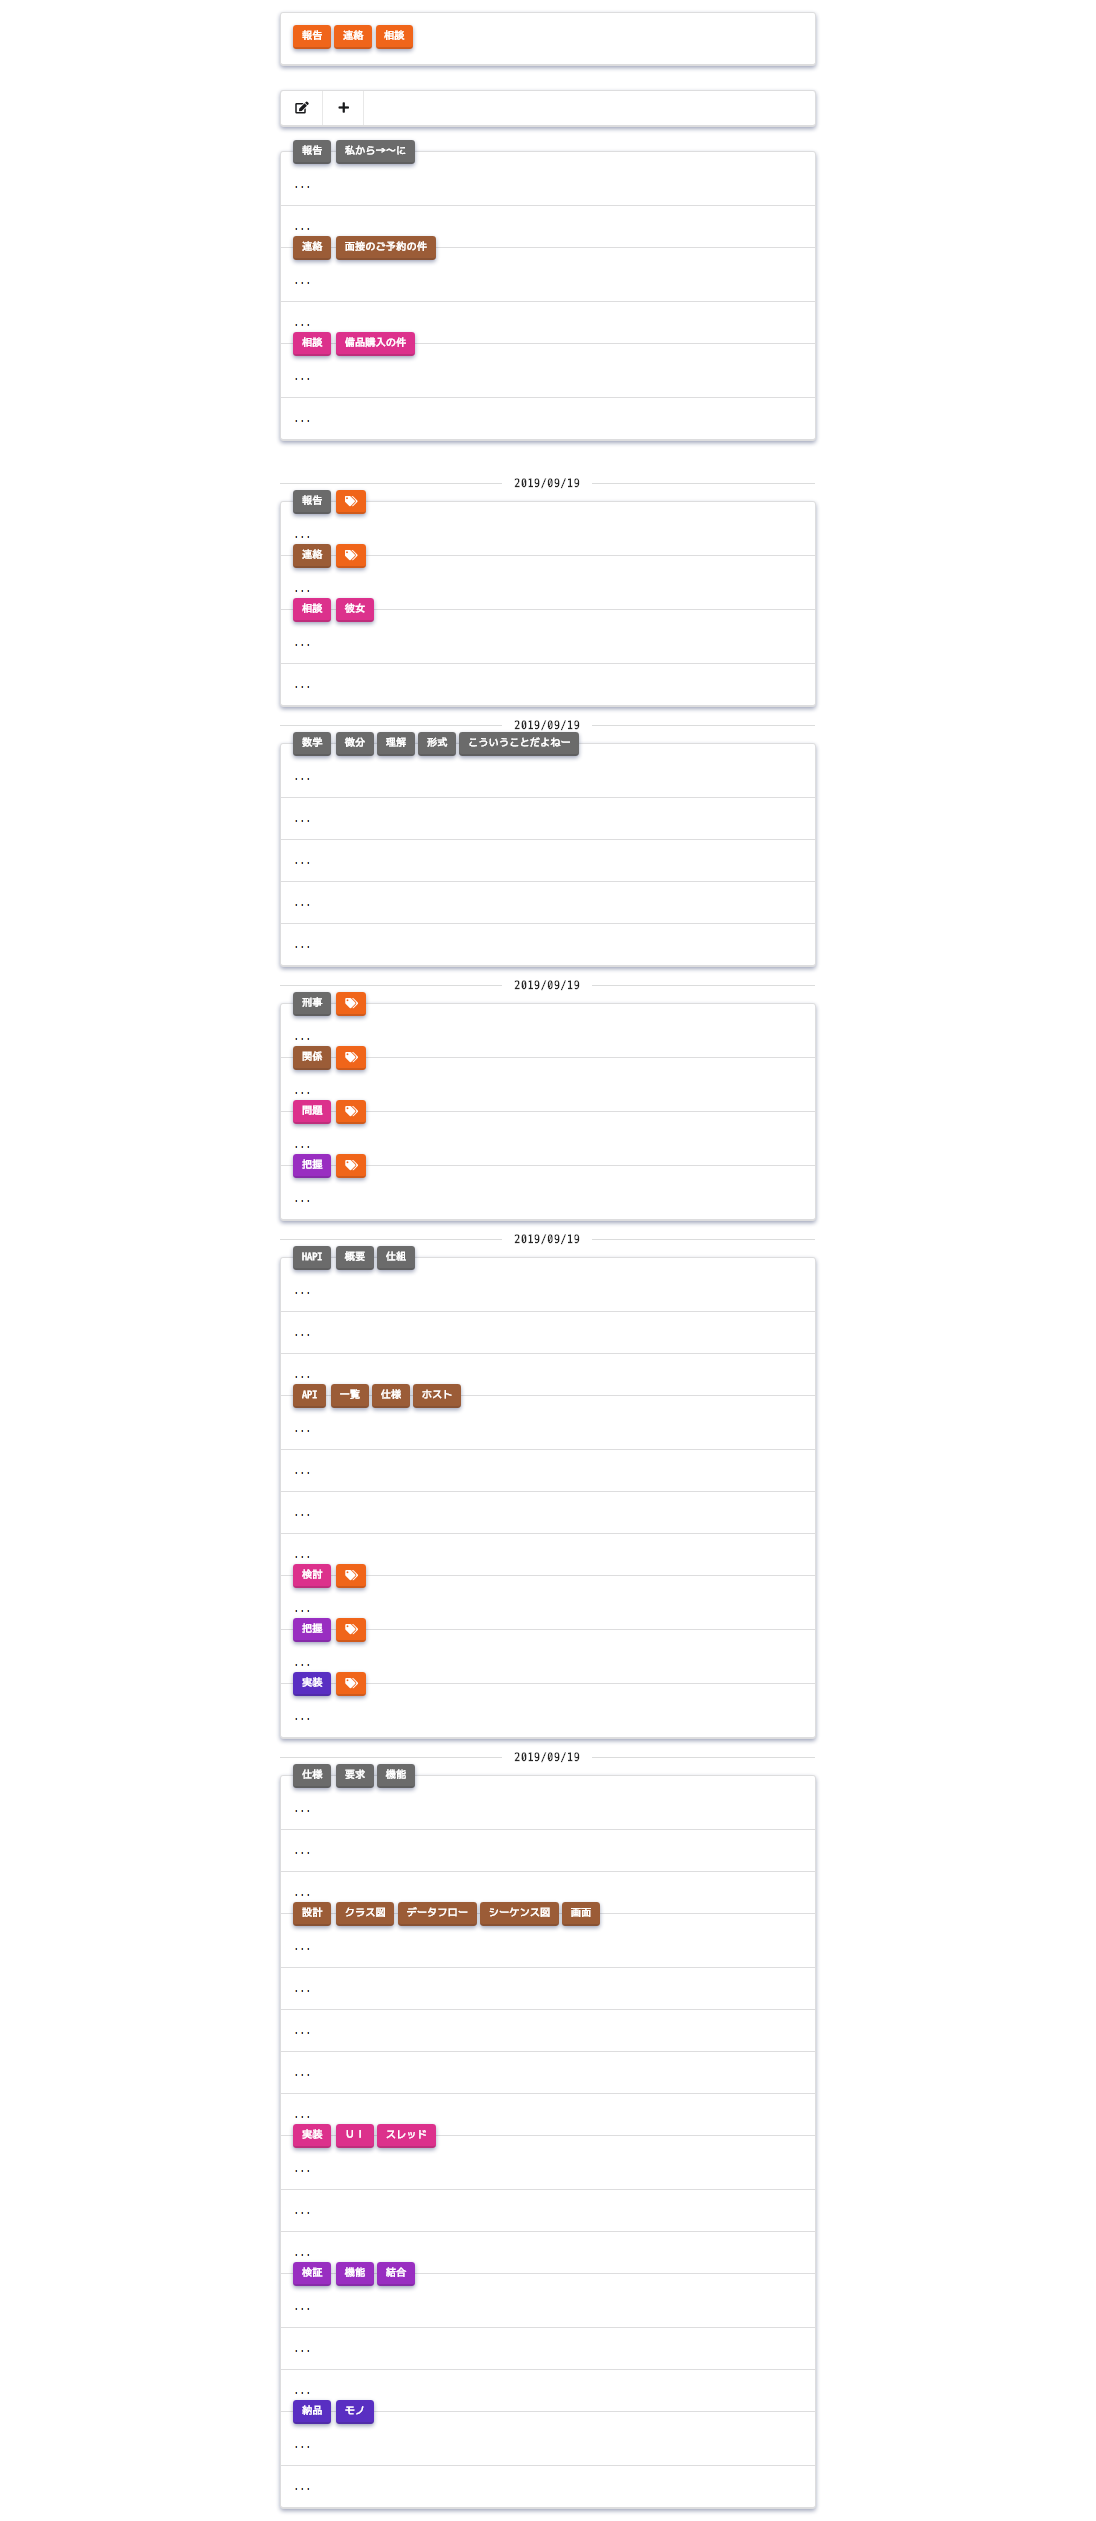 報告 連絡 相談
報告 私から→〜に
...
...
連絡 面接のご予約の件
...
...
相談 備品購入の件
...
...
2019/09/19
報告
...
連絡
...
相談 彼女
...
...
2019/09/19
数学 微分 理解 形式 こういうことだよねー
...
...
...
...
...
2019/09/19
刑事
...
関係
...
問題
...
把握
...
2019/09/19
HAPI 概要 仕組
...
...
...
API 一覧 仕様 ホスト
...
...
...
...
検討
...
把握
...
実装
...
2019/09/19
仕様 要求 機能
...
...
...
設計 クラス図 データフロー シーケンス図 画面
...
...
...
...
...
実装 ＵＩ スレッド
...
...
...
検証 機能 結合
...
...
...
納品 モノ
...
...